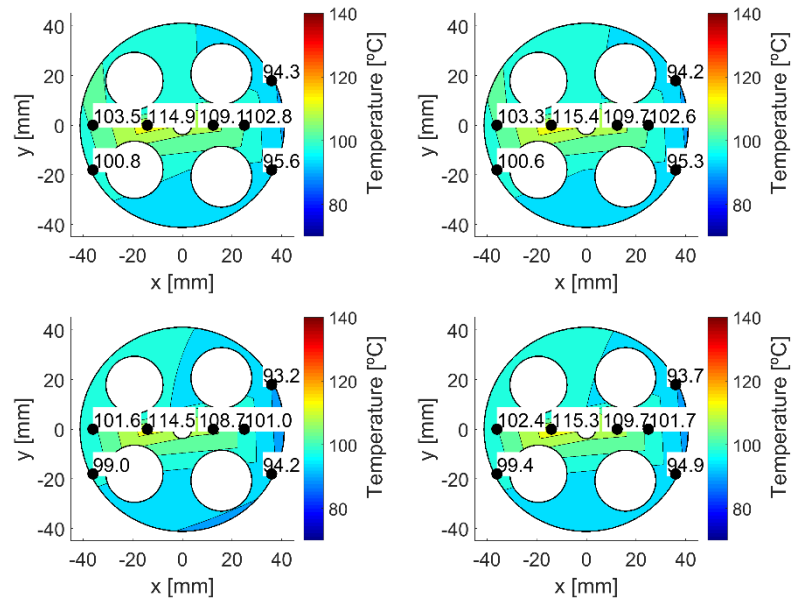 40
20
0
-20
-40
y [mm]
94.3
103.5 114.9 109.1 102.8
100.8
95.6
-40 -20 0 20 40
x [mm]
140
120
100
80
Temperature [ºC]
40
20
0
-20
-40
y [mm]
94.2
103.3 115.4 109.7 102.6
100.6
95.3
-40 -20 0 20 40
x [mm]
140
120
100
80
Temperature [ºC]
40
20
0
-20
-40
y [mm]
93.2
101.6 114.5 108.7 101.0
99.0
94.2
-40 -20 0 20 40
x [mm]
140
120
100
80
Temperature [ºC]
40
20
0
-20
-40
y [mm]
93.7
102.4 115.3 109.7 101.7
99.4
94.9
-40 -20 0 20 40
x [mm]
140
120
100
80
Temperature [ºC]